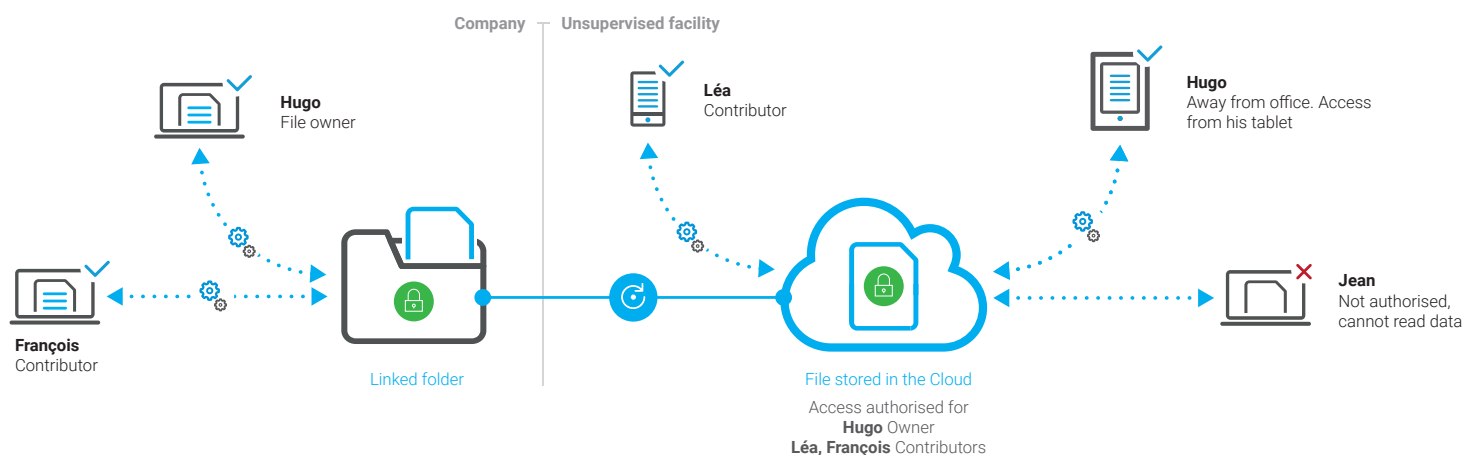 Company
Unsupervised facility
Hugo
File owner
Léa
Contributor
Hugo
Away from office. Access
from his tablet
François
Contributor
Jean
Not authorised,
cannot read data
Linked folder
File stored in the Cloud
Access authorised for
Hugo Owner
Léa, François Contributors